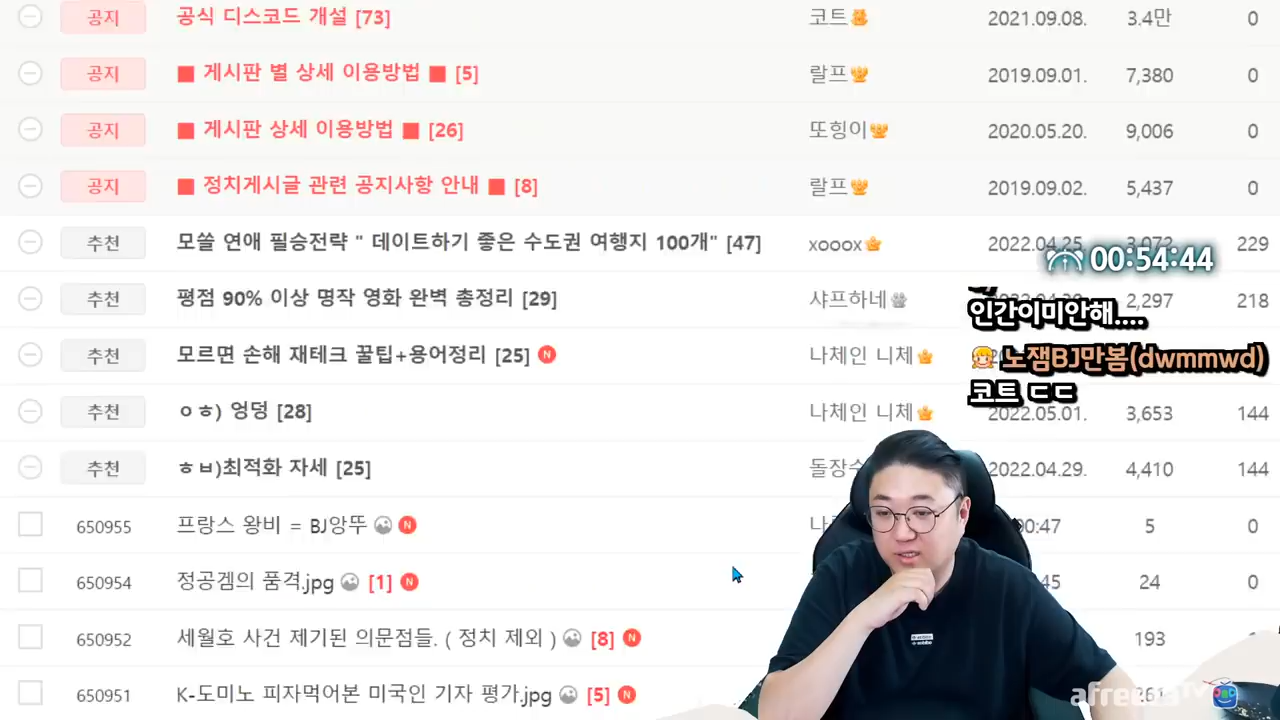 공지 공식 디스코드 개설 [73] 코트 2021.09.08. 3.4만 0
공지 ■ 게시판 별 상세 이용방법 ■ [5] 랄프 2019.09.01. 7,380 0
공지 ■ 게시판 상세 이용방법 ■ [26] 또힝이 2020.05.20. 9,006 0
공지 ■ 정치게시글 관련 공지사항 안내 ■ [8] 랄프 2019.09.02. 5,437 0
추천 모쏠 연애 필승전략 " 데이트하기 좋은 수도권 여행지 100개" [47] xooox 2022.04.25. 3,072 229
00:54:44
추천 평점 90% 이상 명작 영화 완벽 총정리 [29] 샤프하네 2,297 218
인간이미안해....
추천 모르면 손해 재테크 꿀팁+용어정리 [25] N 나체인 니체
노잼BJ만봄(dwmmwd)
코트 ㄷㄷ
추천 ㅇㅎ) 엉덩 [28] 나체인 니체 2022.05.01. 3,653 144
추천 ㅎㅂ)최적화 자세 [25] 돌장수 2022.04.29. 4,410 144
650955 프랑스 왕비 = BJ앙뚜 N 5 0
650954 정공겜의 품격.jpg [1] N 24 0
650952 세월호 사건 제기된 의문점들. ( 정치 제외 ) [8] N 193
650951 K-도미노 피자먹어본 미국인 기자 평가.jpg [5] N
afreecaTV